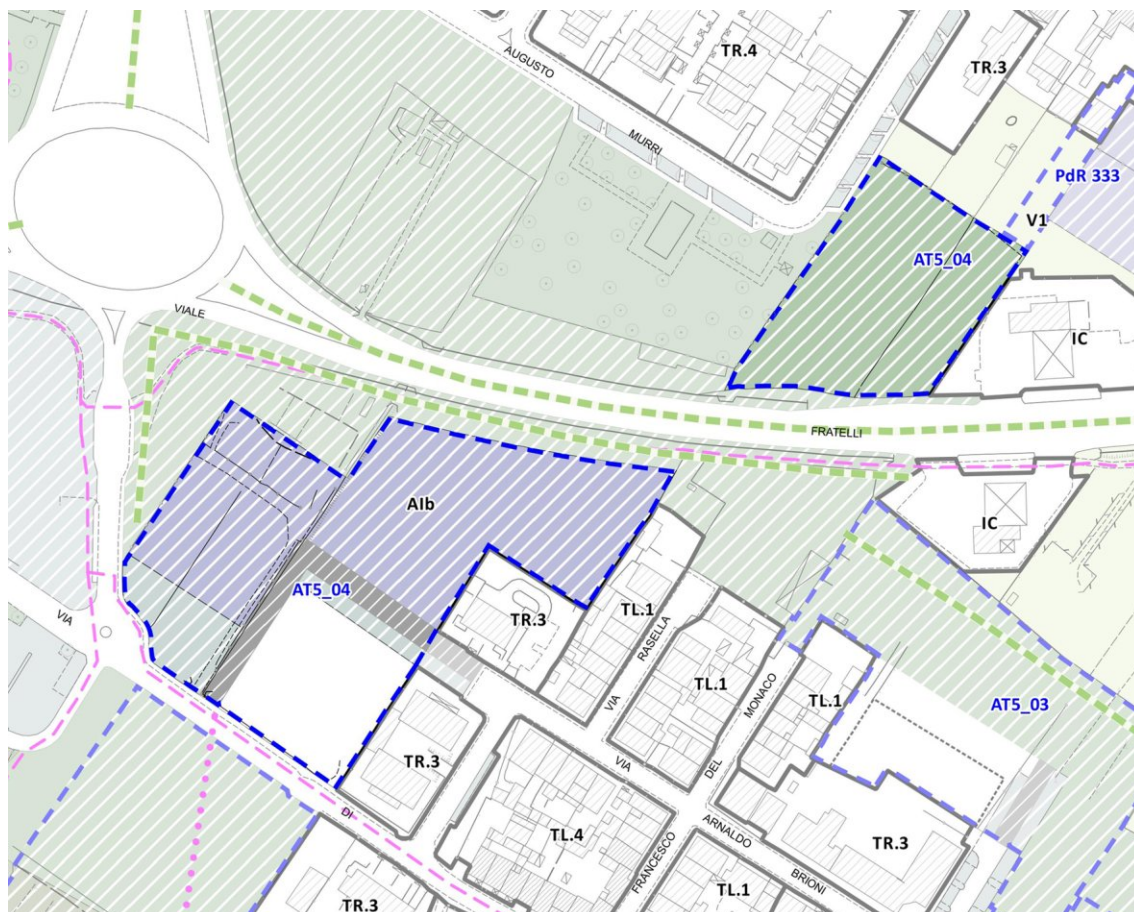 TR.4
TR.3
AUGUSTO
MURRI
PdR 333
V1
AT5_04
VIALE
IC
FRATELLI
AIb
IC
AT5_04
VIA
TR.3
TL.1
RASELLA
VIA
TL.1
MONACO
TL.1
AT5_03
TR.3
VIA
DEL
DI
TL.4
FRANCESCO
ARNALDO
TR.3
BRIONI
TL.1
TR.3